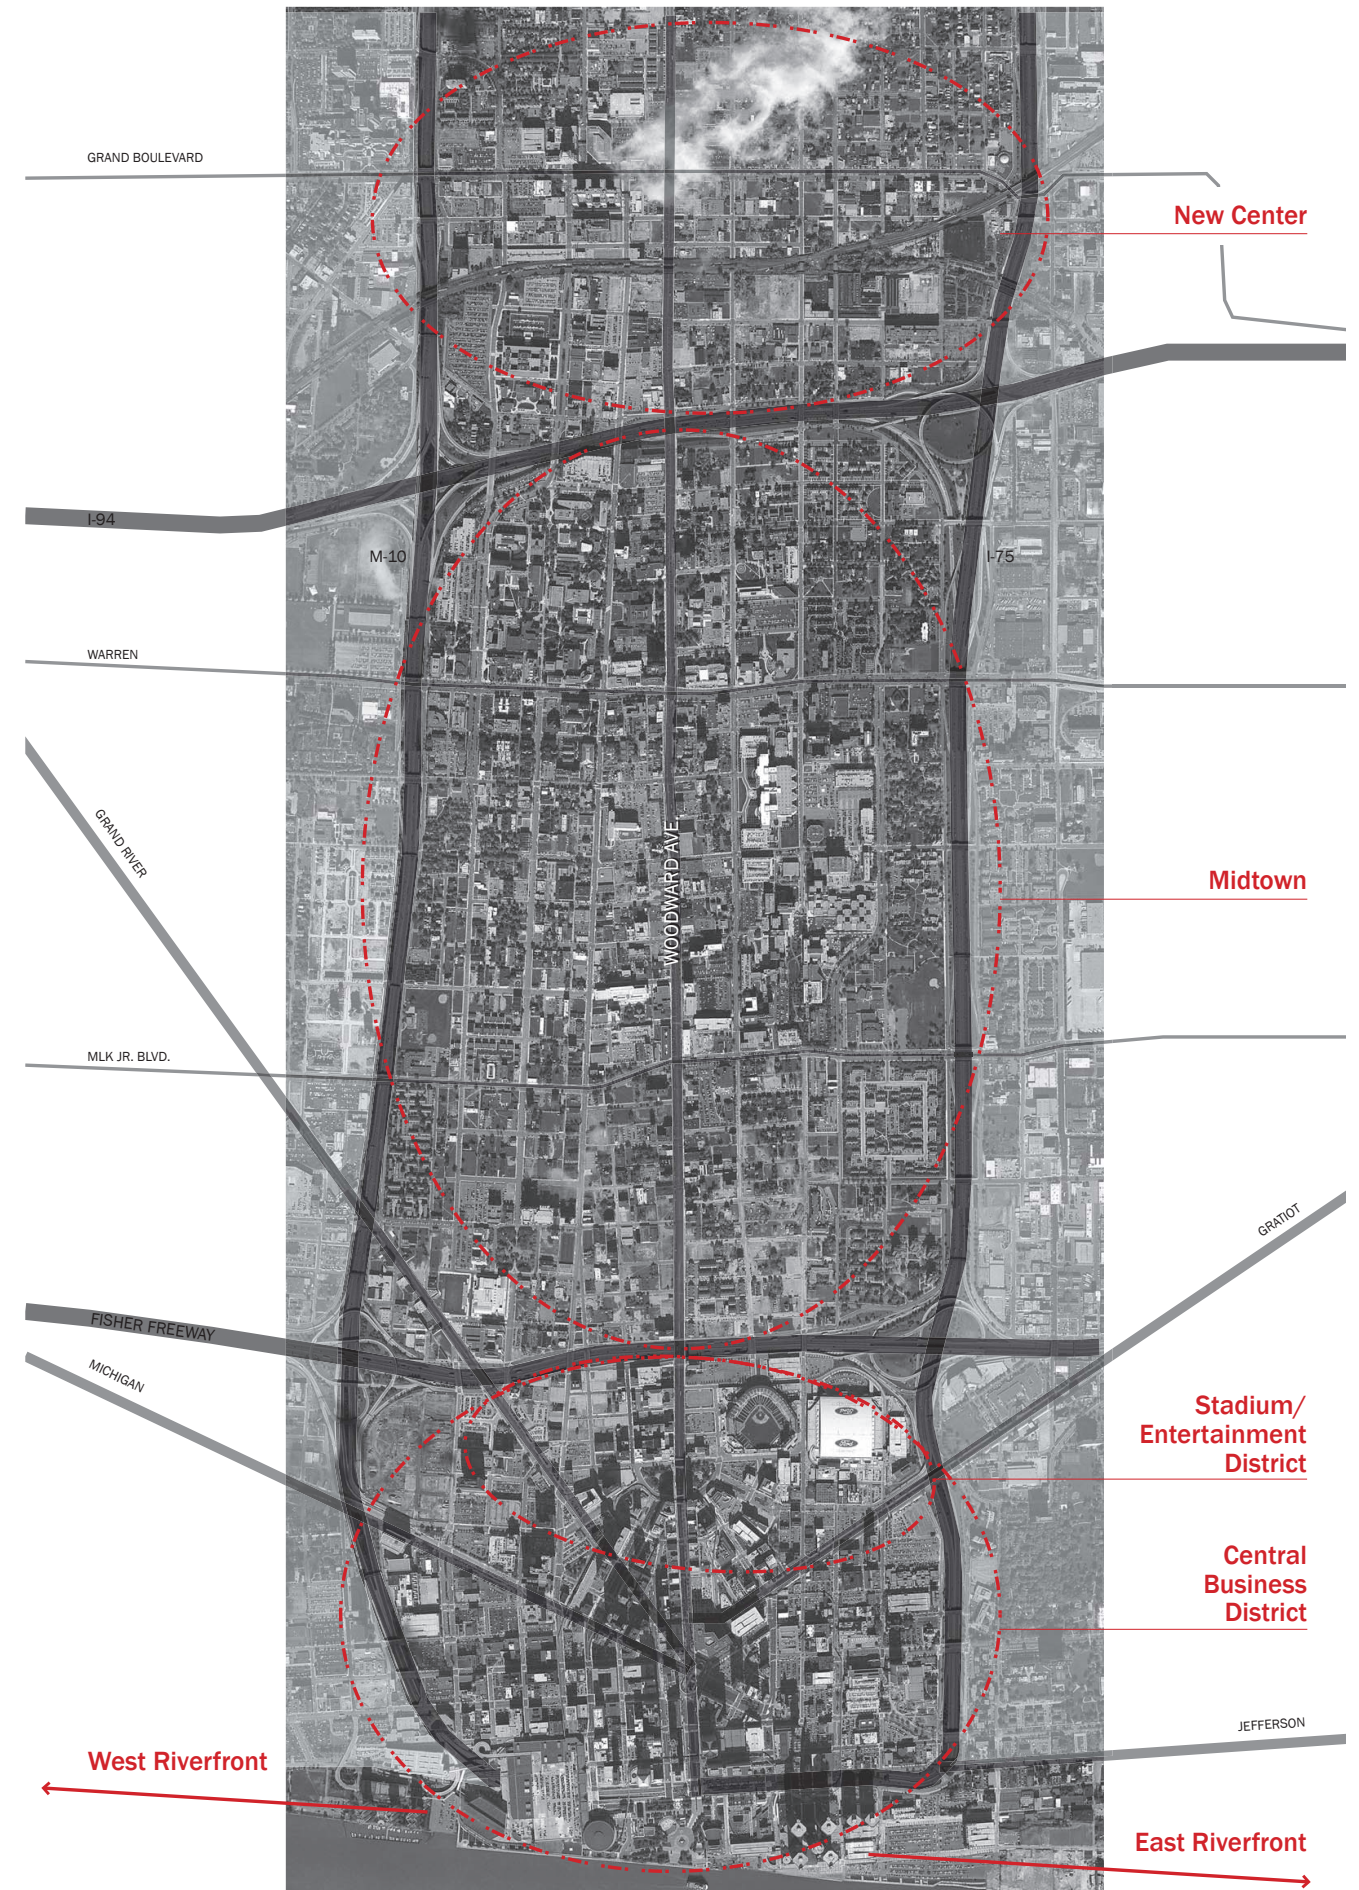 GRAND BOULEVARD
New Center
I-94
M-10
I-75
WARREN
GRAND RIVER
WOODWARD AVE
Midtown
MLK JR. BLVD.
GRATIOT
FISHER FREEWAY
MICHIGAN
Stadium/
Entertainment
District
Central
Business
District
JEFFERSON
West Riverfront
East Riverfront